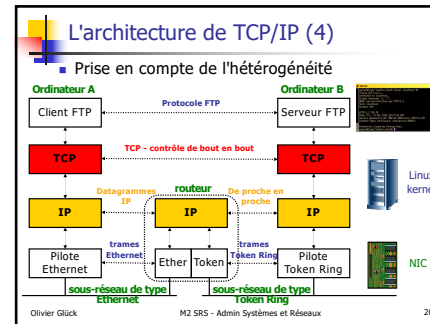 L'architecture de TCP/IP (4)
Prise en compte de l'hétérogénéité
Ordinateur A
Ordinateur B
Client FTP
Protocole FTP
Serveur FTP
TCP
TCP - contrôle de bout en bout
TCP
Datagrammes
IP
routeur
De proche en
proche
IP
IP
IP
Linux
kernel
Pilote
Ethernet
trames
Ethernet
Ether
Token
trames
Token Ring
Pilote
Token Ring
NIC
sous-réseau de type
Ethernet
sous-réseau de type
Token Ring
Olivier Glück
M2 SRS - Admin Systèmes et Réseaux